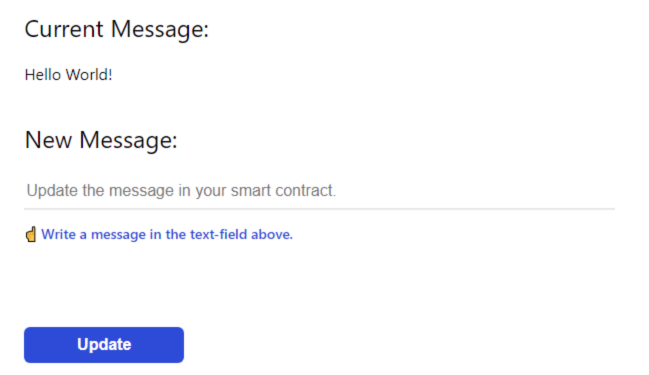 Current Message:
Hello World!
New Message:
Update the message in your smart contract.
☝️ Write a message in the text-field above.
Update